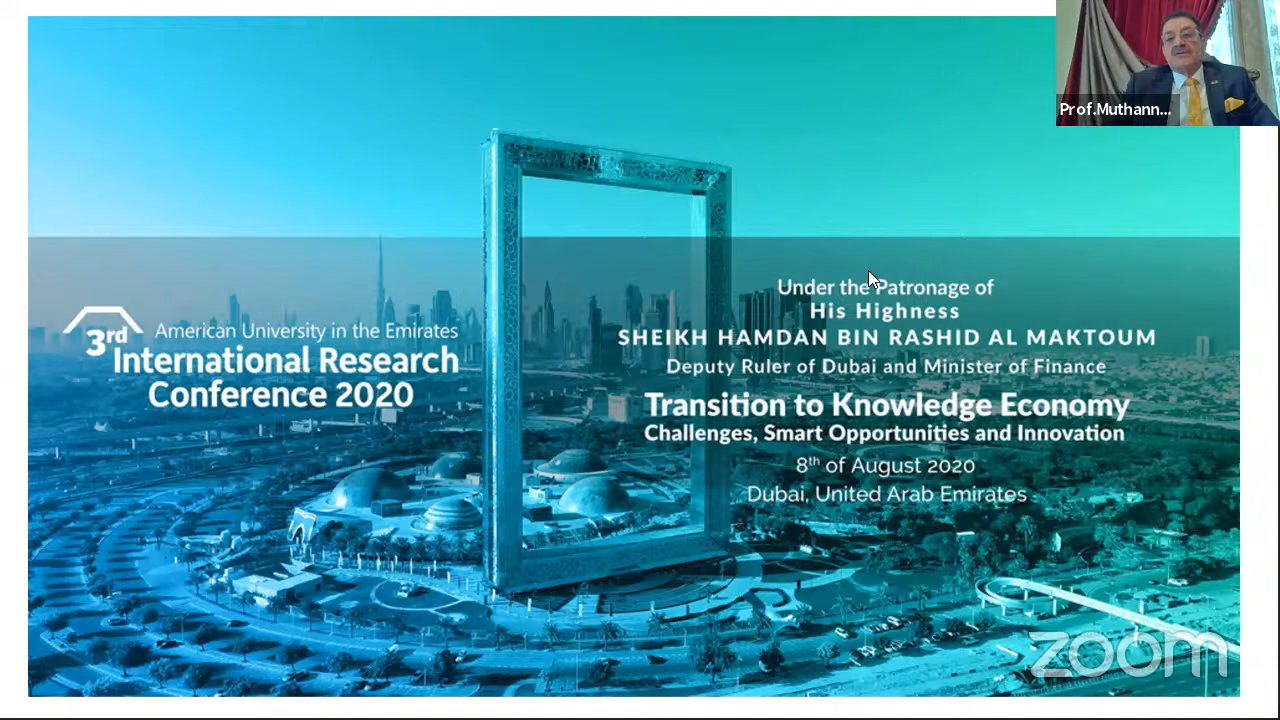 Prof.Muthann...
3rd
American University in the Emirates
International Research
Conference 2020
Under the Patronage of
His Highness
SHEIKH HAMDAN BIN RASHID AL MAKTOUM
Deputy Ruler of Dubai and Minister of Finance
Transition to Knowledge Economy
Challenges, Smart Opportunities and Innovation
8th of August 2020
Dubai, United Arab Emirates
zoom